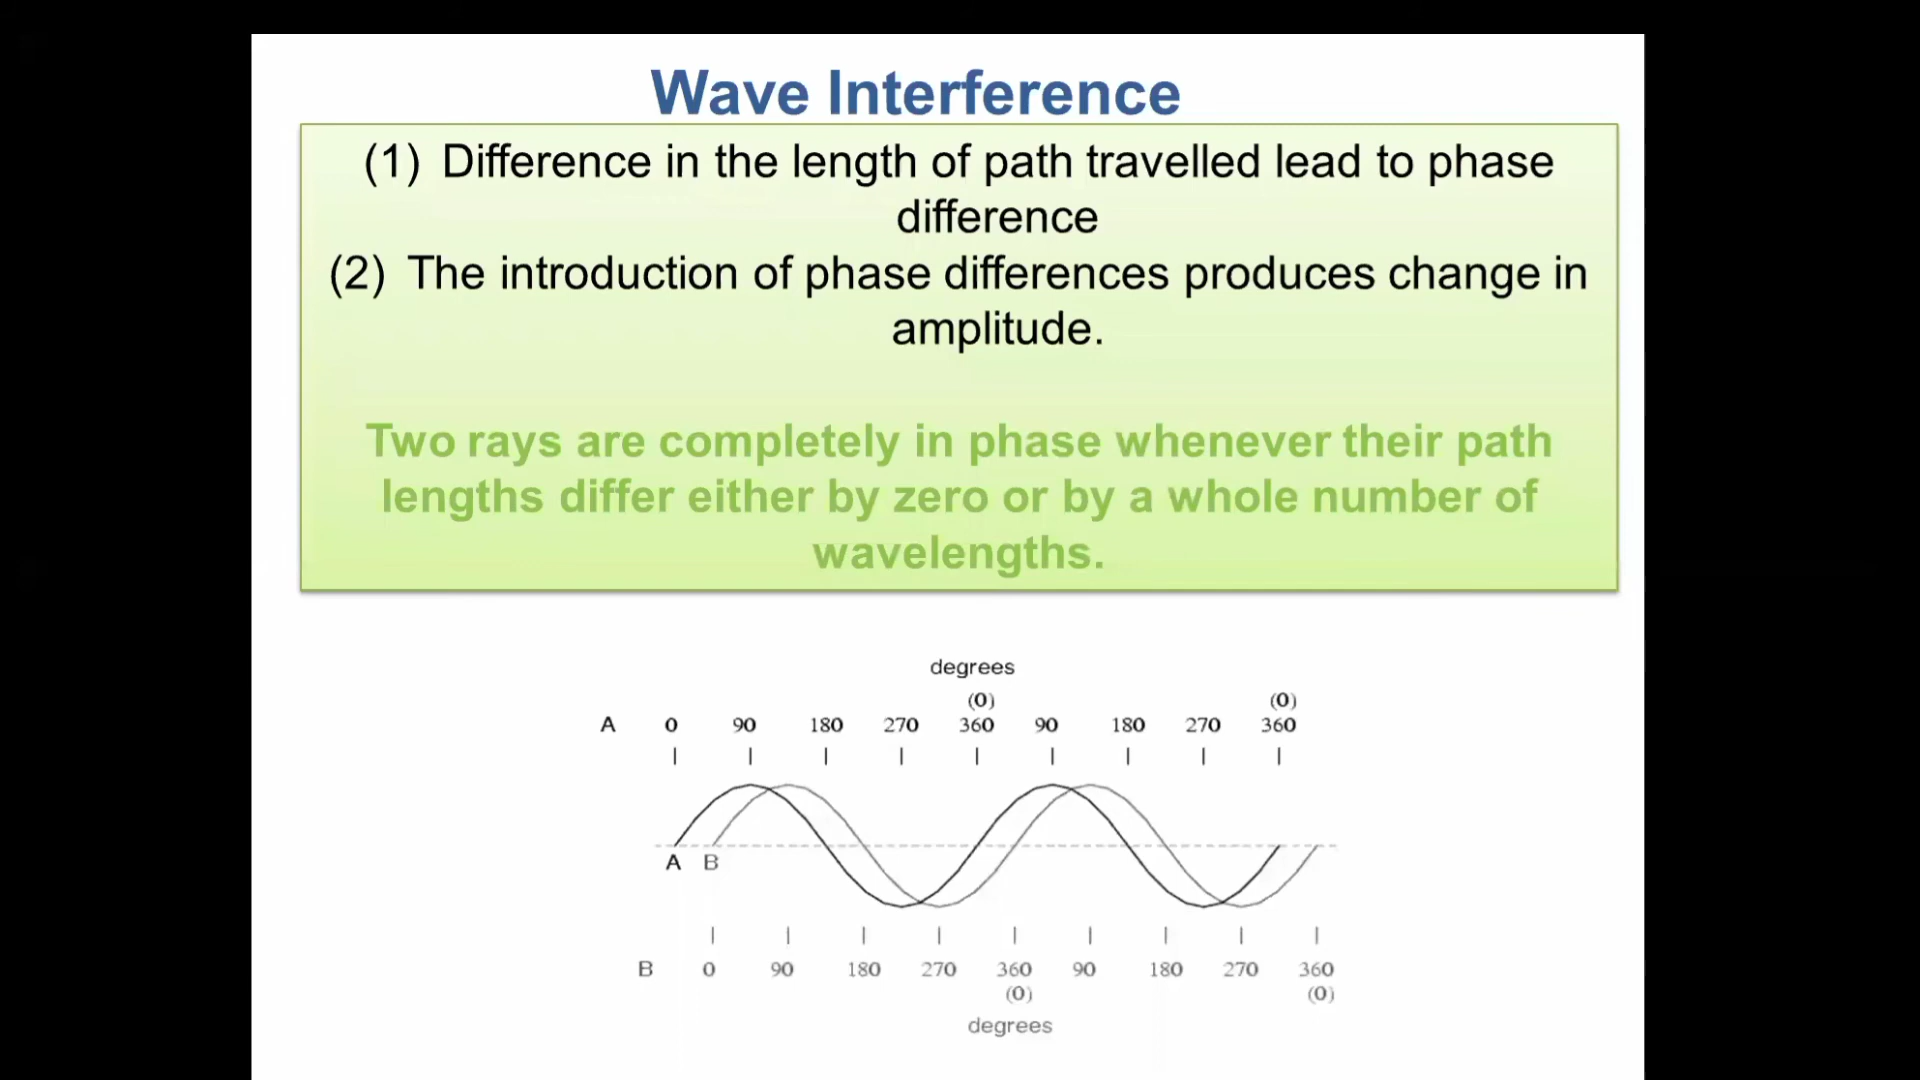 Wave Interference
(1) Difference in the length of path travelled lead to phase
difference
(2) The introduction of phase differences produces change in
amplitude.
Two rays are completely in phase whenever their path
lengths differ either by zero or by a whole number of
wavelengths.
degrees
(0) (0)
A 0 90 180 270 360 90 180 270 360
A B
B 0 90 180 270 360 90 180 270 360
(0) (0)
degrees